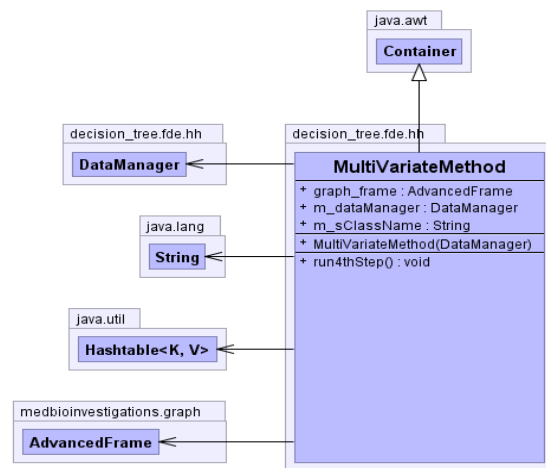 java.awt
Container
decision_tree.fde.hh
DataManager
decision_tree.fde.hh
MultiVariateMethod
+ graph_frame : AdvancedFrame
+ m_dataManager : DataManager
+ m_sClassName : String
+ MultiVariateMethod(DataManager)
+ run4thStep() : void
java.lang
String
java.util
Hashtable<K, V>
medbioinvestigations.graph
AdvancedFrame